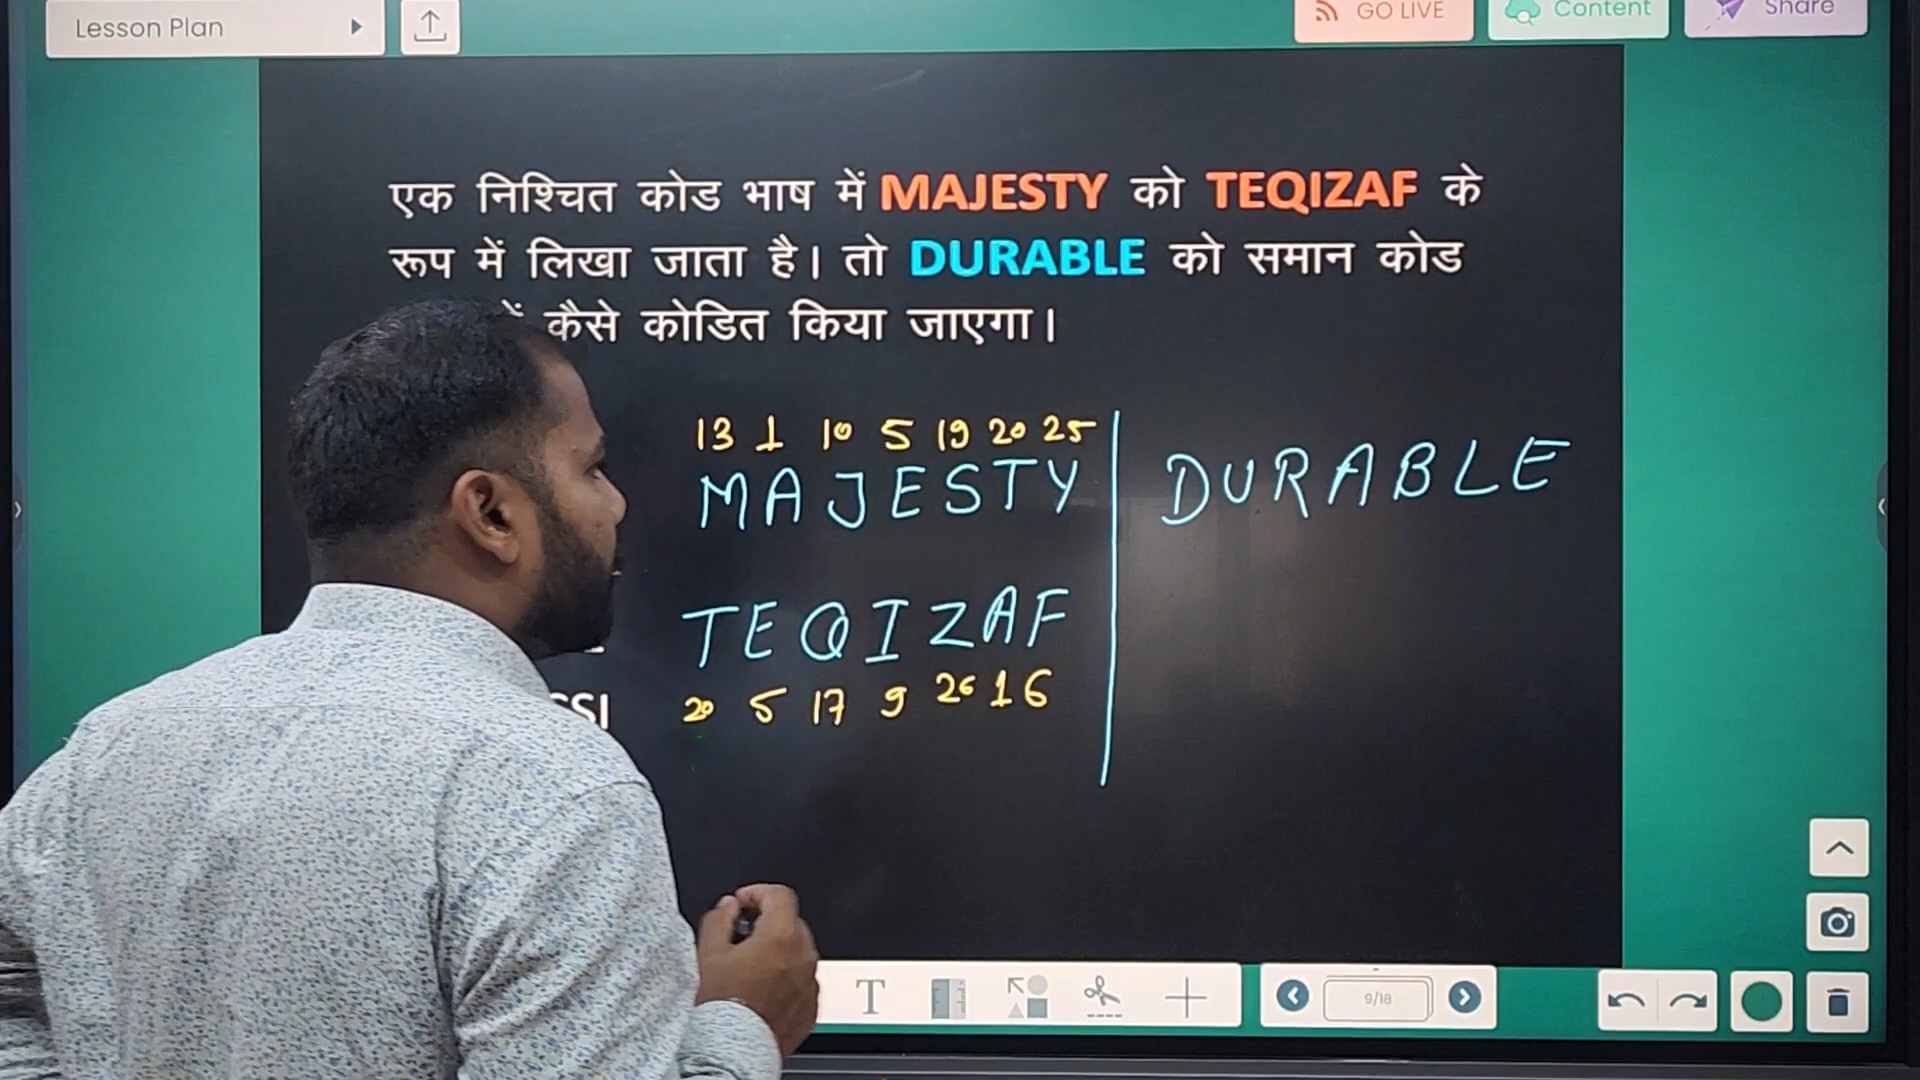 Lesson Plan
GO LIVE
Content
Share
एक निश्चित कोड भाष में MAJESTY को TEQIZAF के
रूप में लिखा जाता है। तो DURABLE को समान कोड
कैसे कोडित किया जाएगा।
13 1 10 5 19 20 25
MAJESTY
DURABLE
TEQIZAF
20 5 17 9 26 1 6
SSI
T
9/18